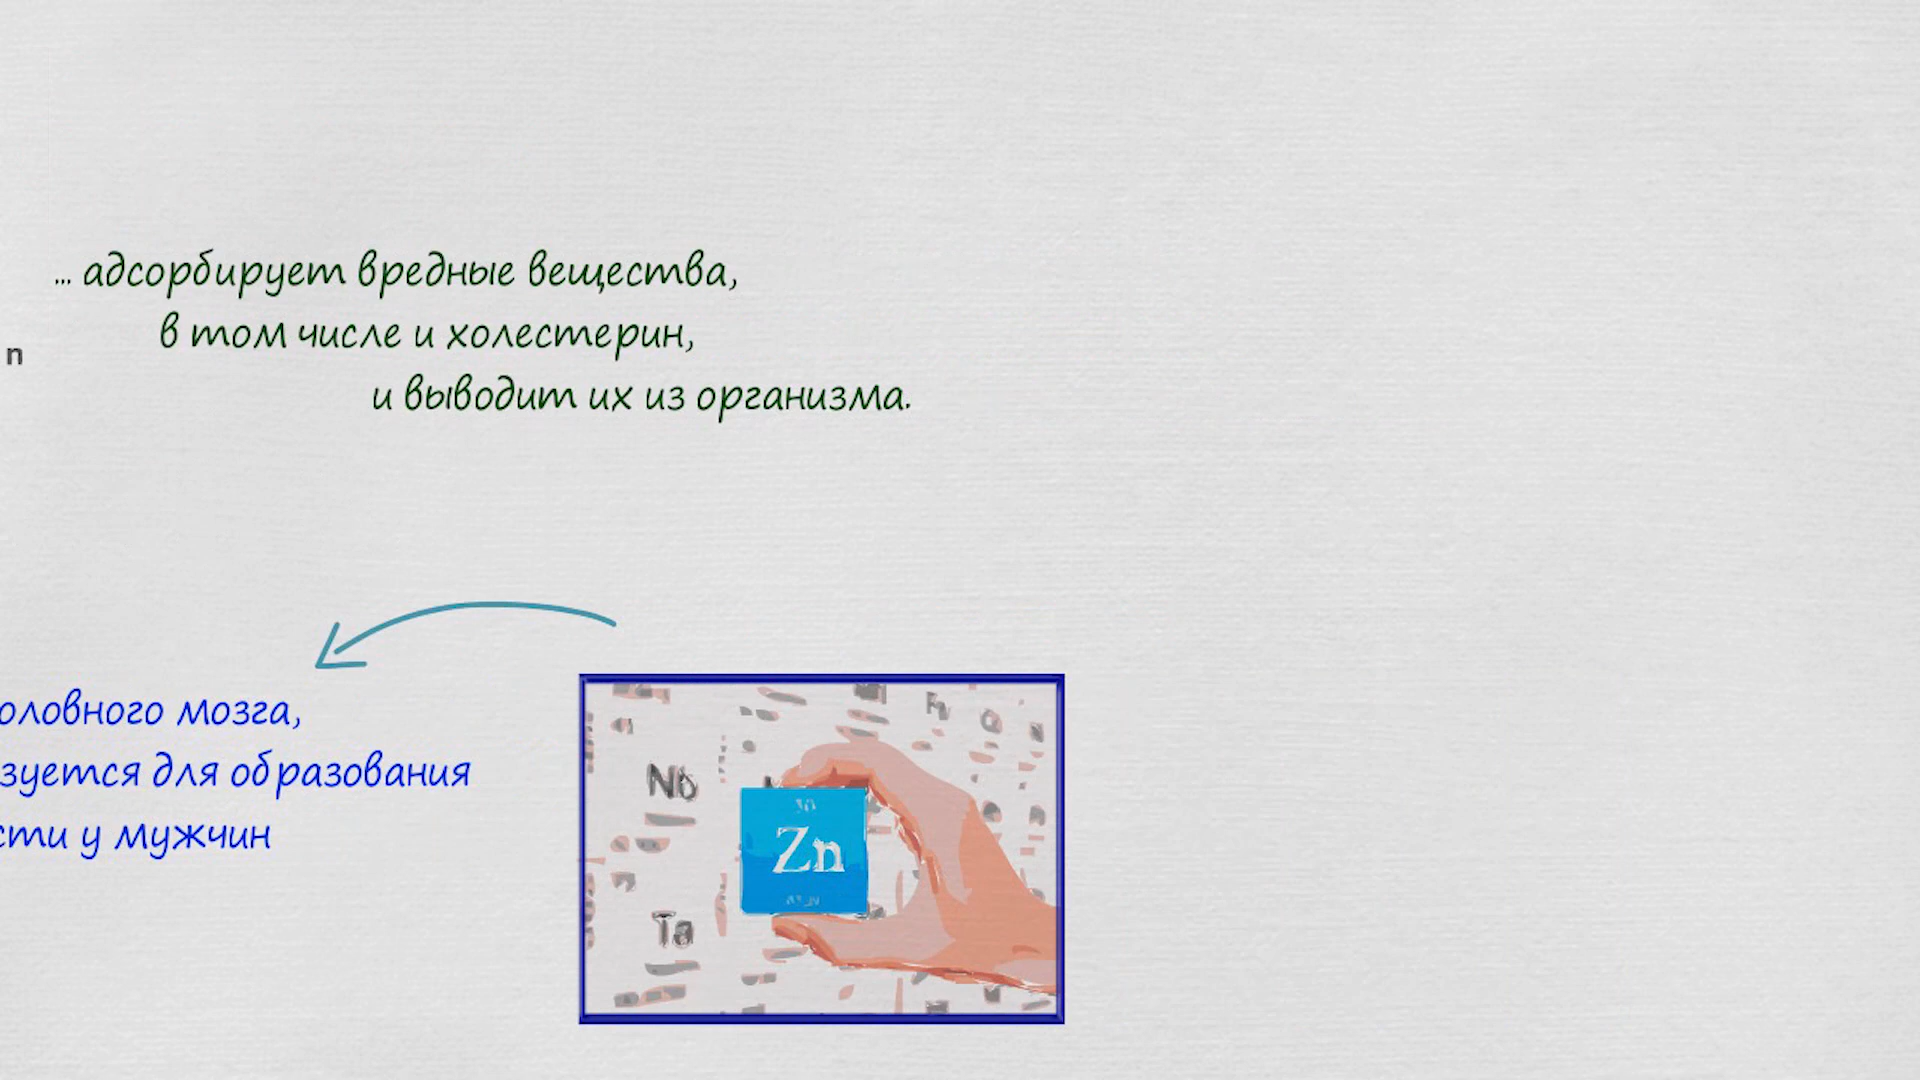 ... адсорбирует вредные вещества,
в том числе и холестерин,
n
и выводит их из организма.
оловного мозга,
зуется для образования
сти у мужчин
Nb
Zn
Ta